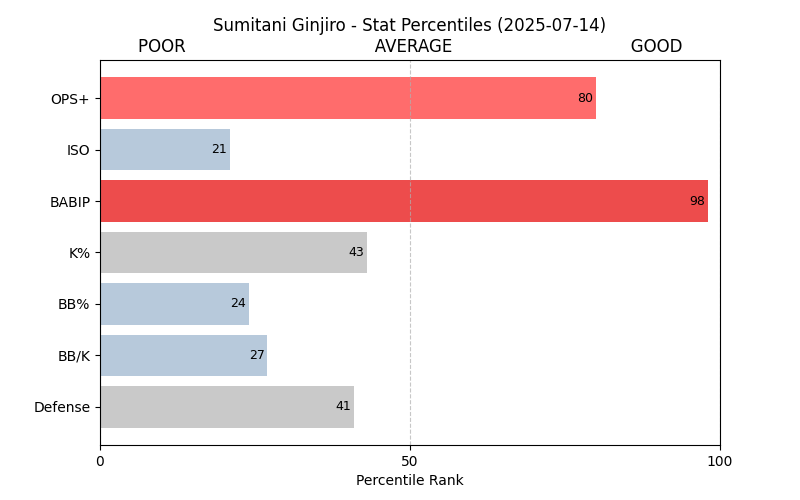 Sumitani Ginjiro - Stat Percentiles (2025-07-14)
POOR AVERAGE GOOD
OPS+ 80
ISO 21
BABIP 98
K% 43
BB% 24
BB/K 27
Defense 41
0 50 100
Percentile Rank